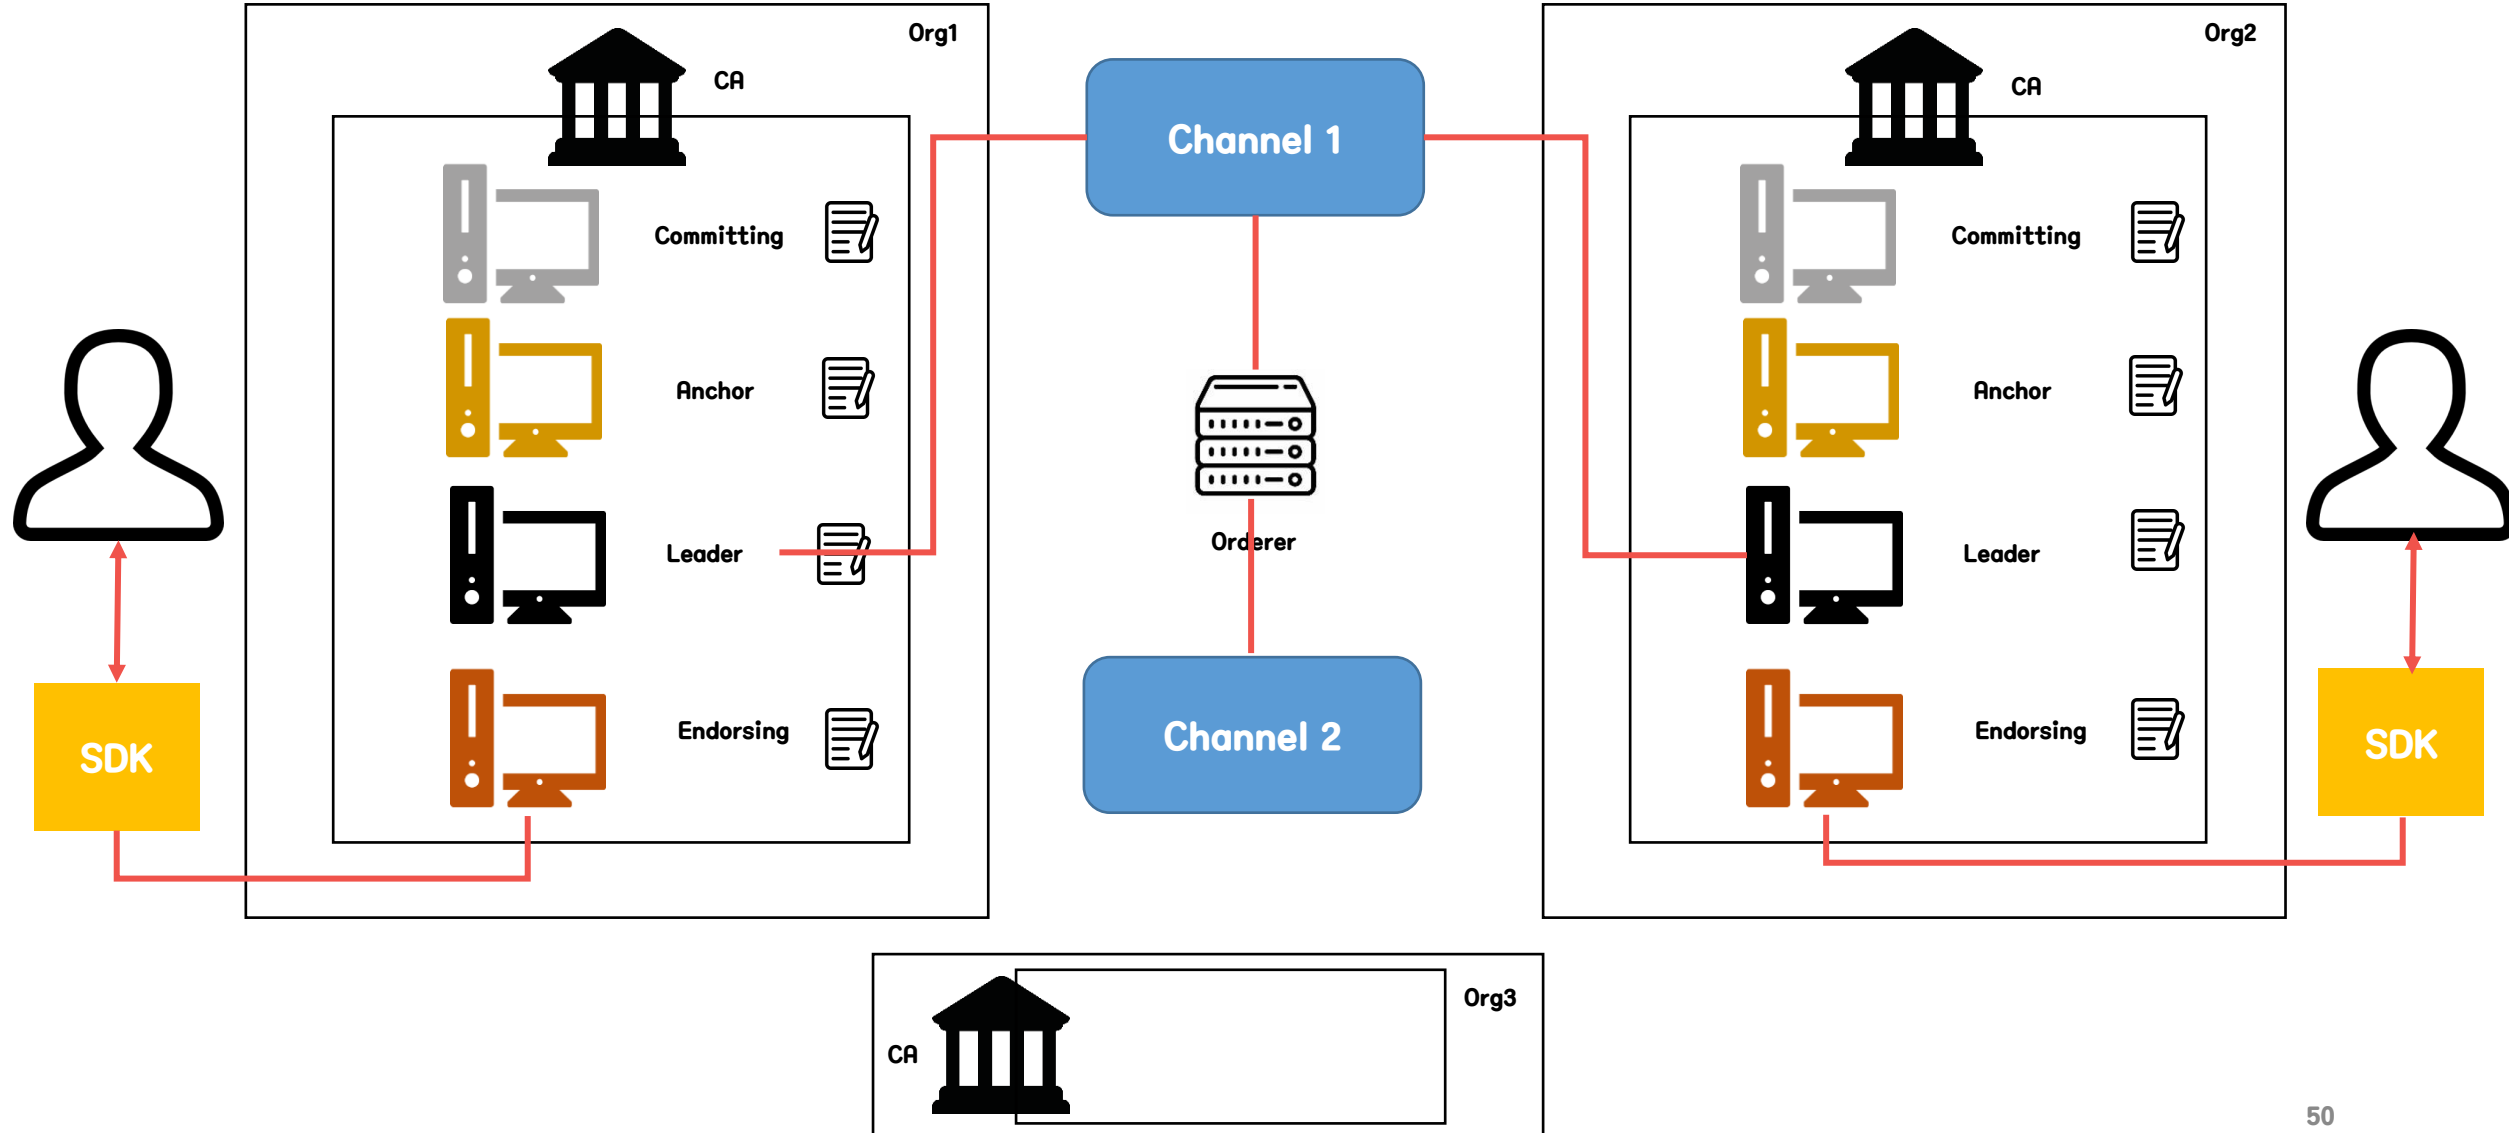 Org1
CA
Committing
Anchor
Leader
Endorsing
SDK
Channel 1
Orderer
Channel 2
Org2
CA
Committing
Anchor
Leader
Endorsing
SDK
Org3
CA
50